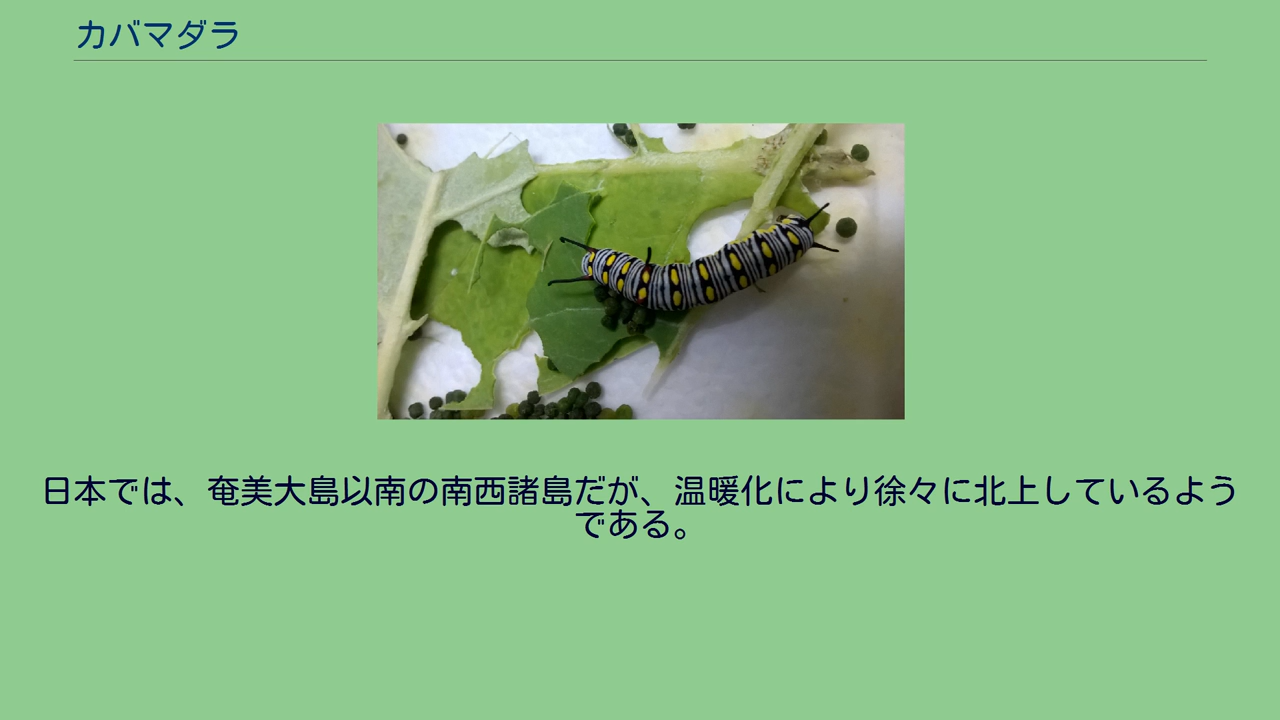 カバマダラ
日本では、奄美大島以南の南西諸島だが、温暖化により徐々に北上しているよう
である。